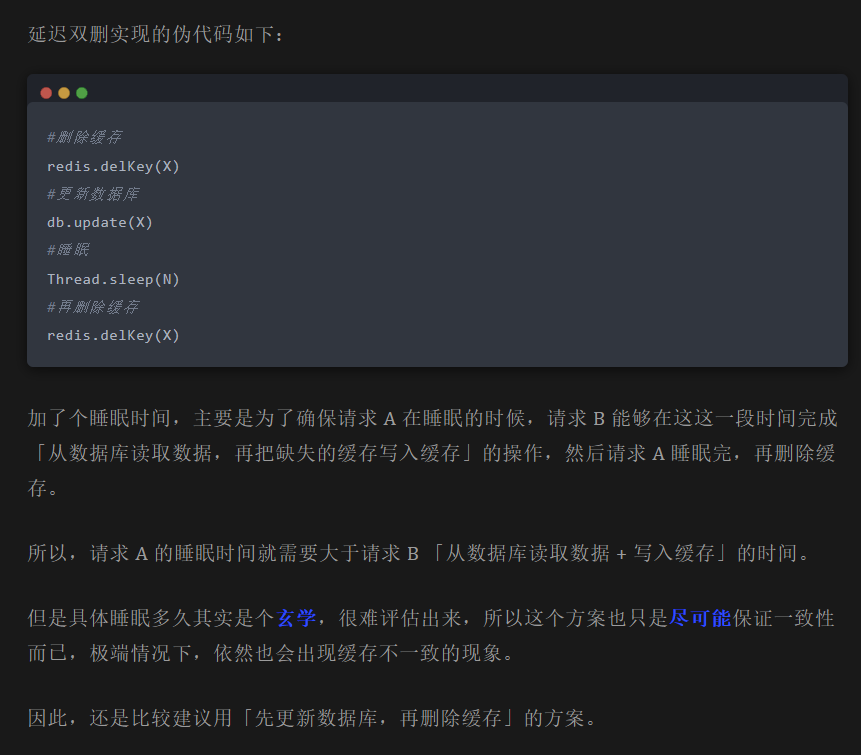 延迟双删实现的伪代码如下：
#删除缓存
redis.delKey(X)
#更新数据库
db.update(X)
#睡眠
Thread.sleep(N)
#再删除缓存
redis.delKey(X)
加了个睡眠时间，主要是为了确保请求 A 在睡眠的时候，请求 B 能够在这这一段时间完成
「从数据库读取数据，再把缺失的缓存写入缓存」的操作，然后请求 A 睡眠完，再删除缓
存。
所以，请求 A 的睡眠时间就需要大于请求 B 「从数据库读取数据 + 写入缓存」的时间。
但是具体睡眠多久其实是个玄学，很难评估出来，所以这个方案也只是尽可能保证一致性
而已，极端情况下，依然也会出现缓存不一致的现象。
因此，还是比较建议用「先更新数据库，再删除缓存」的方案。